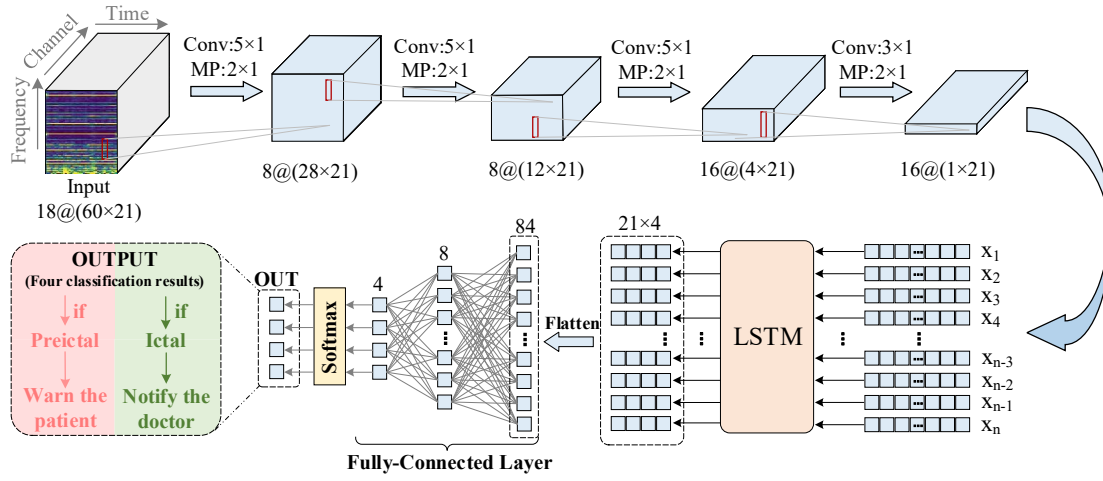 Time
Channel
Frequency
Conv:5×1
MP:2×1
Conv:5×1
MP:2×1
Conv:5×1
MP:2×1
Conv:3×1
MP:2×1
Input
18@(60×21)
8@(28×21)
8@(12×21)
16@(4×21)
16@(1×21)
OUTPUT
(Four classification results)
if
if
Preictal
Ictal
Warn the
patient
Notify the
doctor
OUT
Softmax
4
8
84
Fully-Connected Layer
Flatten
21×4
LSTM
x1
x2
x3
x4
xn-3
xn-2
xn-1
xn